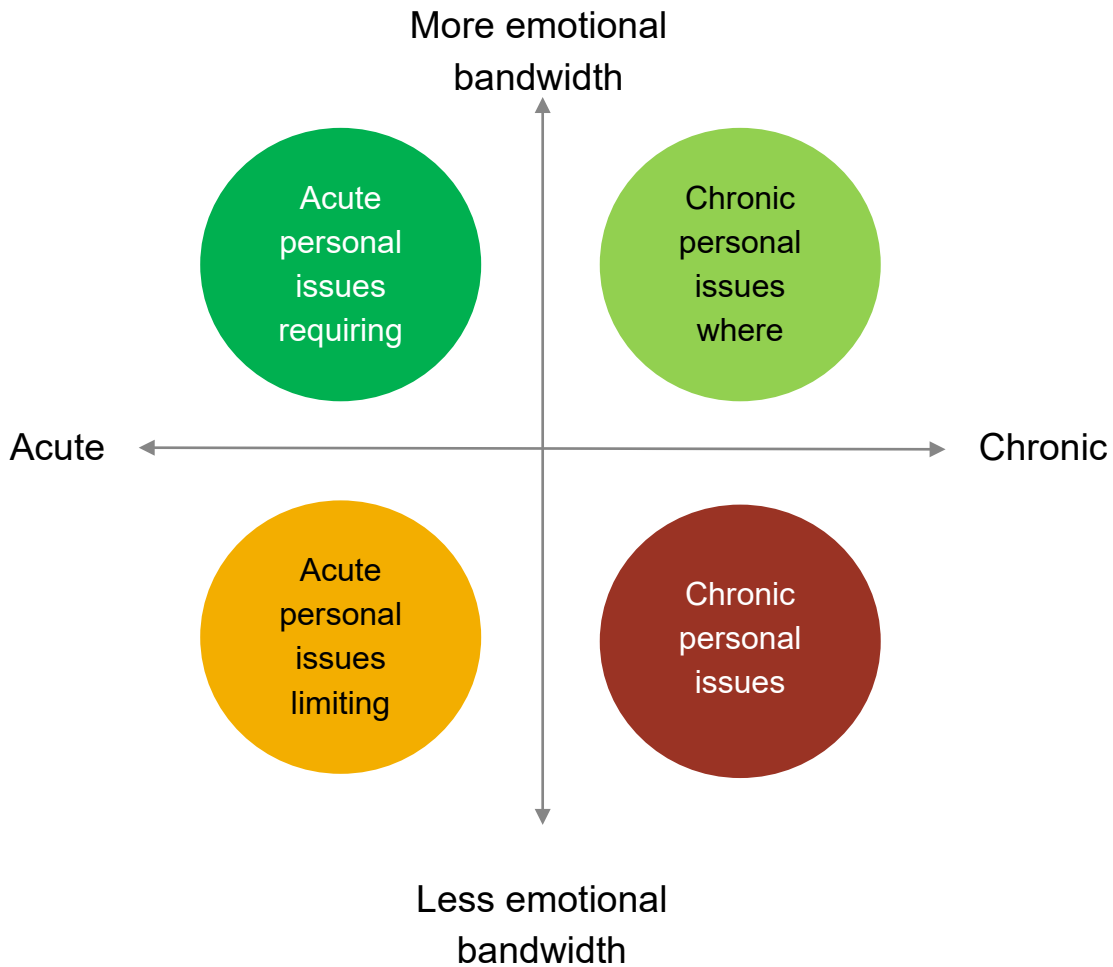 More emotional
bandwidth
Acute
personal
issues
requiring
Chronic
personal
issues
where
Acute
Chronic
Acute
personal
issues
limiting
Chronic
personal
issues
Less emotional
bandwidth